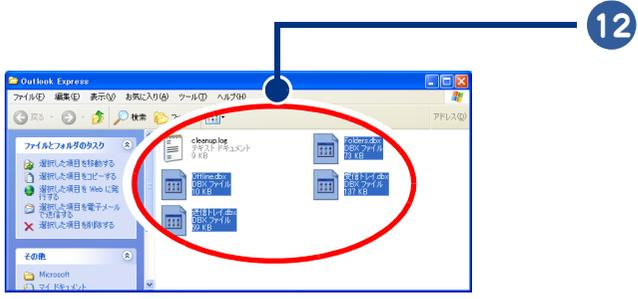 12
Outlook Express
ファイル(F) 編集(E) 表示(V) お気に入り(A) ツール(T) ヘルプ(H)
戻る 検索 アドレス(D)
ファイルとフォルダのタスク
選択した項目を移動する
選択した項目をコピーする
選択した項目を Web に発
行する
選択した項目を電子メール
で送信する
選択した項目を削除する
その他
Microsoft
マイ ドキュメント
cleanup.log
テキスト ドキュメント
9 KB
Folders.dbx
DBX ファイル
73 KB
Offline.dbx
DBX ファイル
10 KB
受信トレイ.dbx
DBX ファイル
137 KB
送信トレイ.dbx
DBX ファイル
69 KB